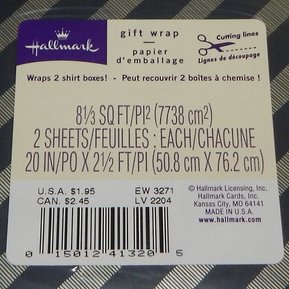 Hallmark
gift wrap
papier
d'emballage
Cutting lines
Lignes de découpage
Wraps 2 shirt boxes! - Peut recouvrir 2 boîtes à chemise !
8⅓ SQ FT/PI² (7738 cm²)
2 SHEETS/FEUILLES : EACH/CHACUNE
20 IN/PO X 2½ FT/PI (50.8 cm X 76.2 cm)
U.S.A. $1.95
CAN. $2.45
EW 3271
LV 2204
© Hallmark Licensing, Inc.
Hallmark Cards, Inc.
Kansas City, MO 64141
MADE IN U.S.A.
www.hallmark.com
0 15012 41320 5